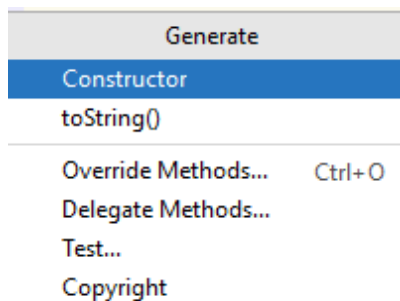 Generate
Constructor
toString()
Override Methods... Ctrl+O
Delegate Methods...
Test...
Copyright